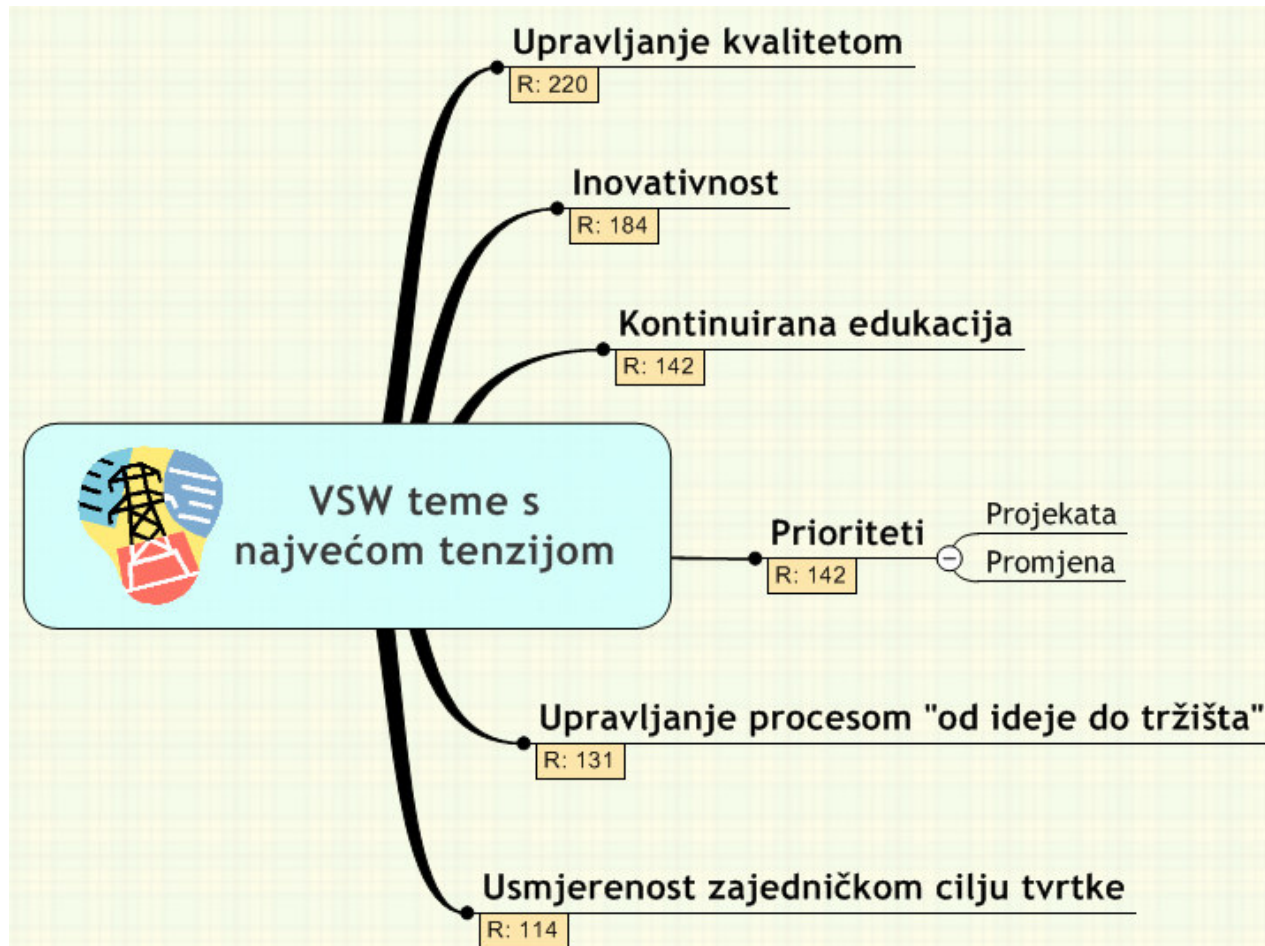 Upravljanje kvalitetom
R: 220
Inovativnost
R: 184
Kontinuirana edukacija
R: 142
VSW teme s
najvećom tenzijom
Prioriteti
R: 142
Projekata
Promjena
Upravljanje procesom "od ideje do tržišta"
R: 131
Usmjerenost zajedničkom cilju tvrtke
R: 114